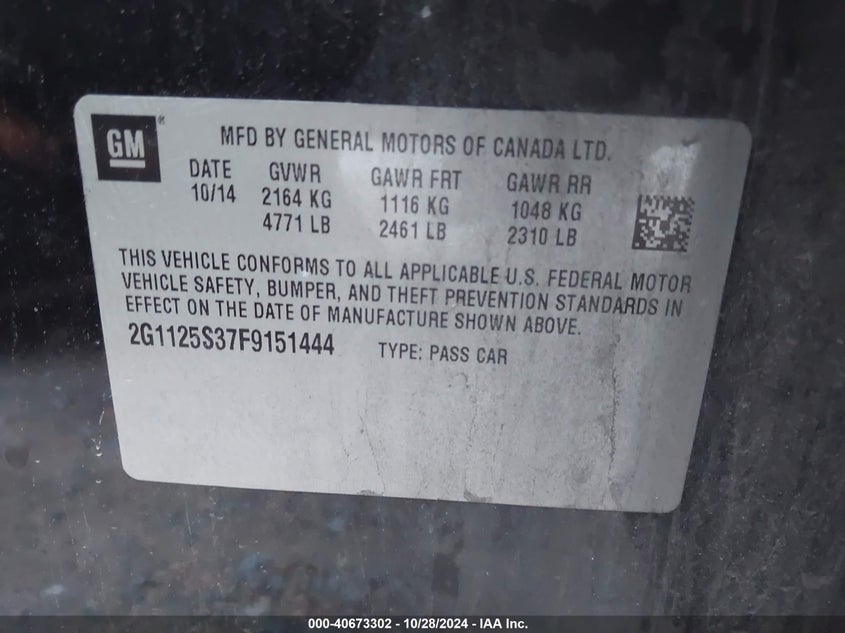 GM®
MFD BY GENERAL MOTORS OF CANADA LTD.
DATE GVWR GAWR FRT GAWR RR
10/14 2164 KG 1116 KG 1048 KG
4771 LB 2461 LB 2310 LB
THIS VEHICLE CONFORMS TO ALL APPLICABLE U.S. FEDERAL MOTOR
VEHICLE SAFETY, BUMPER, AND THEFT PREVENTION STANDARDS IN
EFFECT ON THE DATE OF MANUFACTURE SHOWN ABOVE.
2G1125S37F9151444 TYPE: PASS CAR
000-40673302 - 10/28/2024 - IAA Inc.